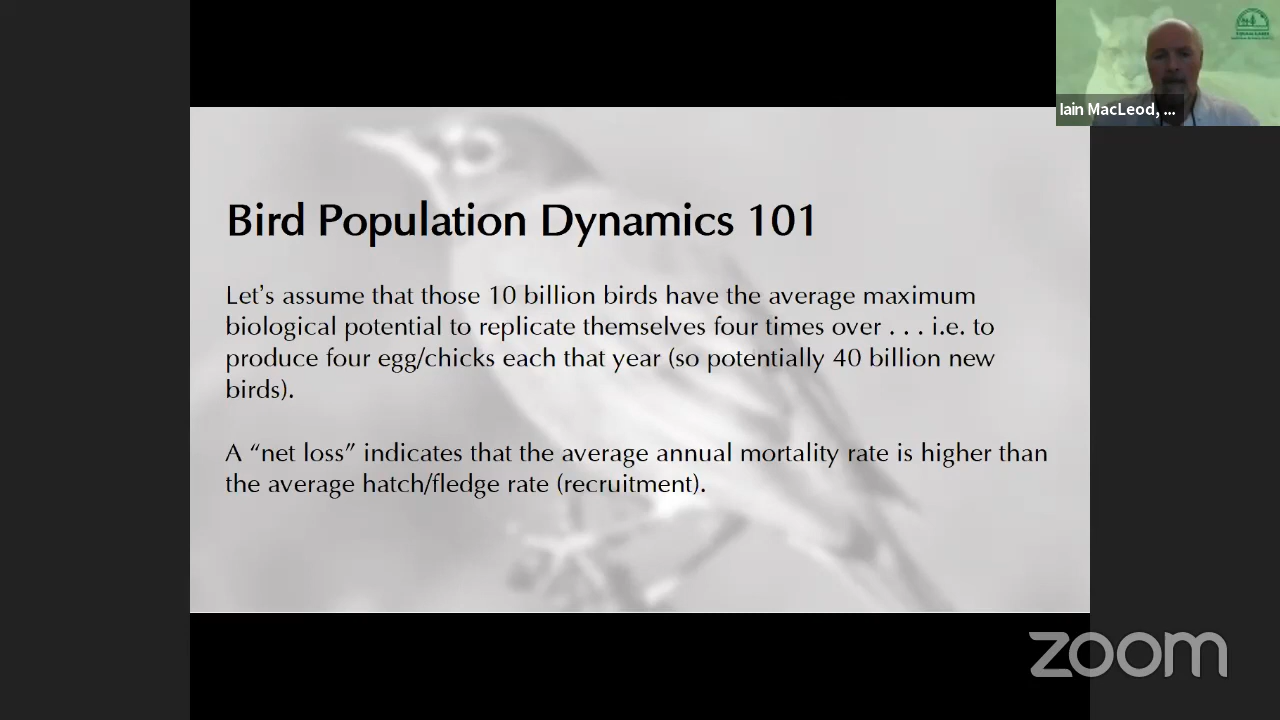 Iain MacLeod, ...
Bird Population Dynamics 101
Let’s assume that those 10 billion birds have the average maximum
biological potential to replicate themselves four times over . . . i.e. to
produce four egg/chicks each that year (so potentially 40 billion new
birds).
A “net loss” indicates that the average annual mortality rate is higher than
the average hatch/fledge rate (recruitment).
zoom